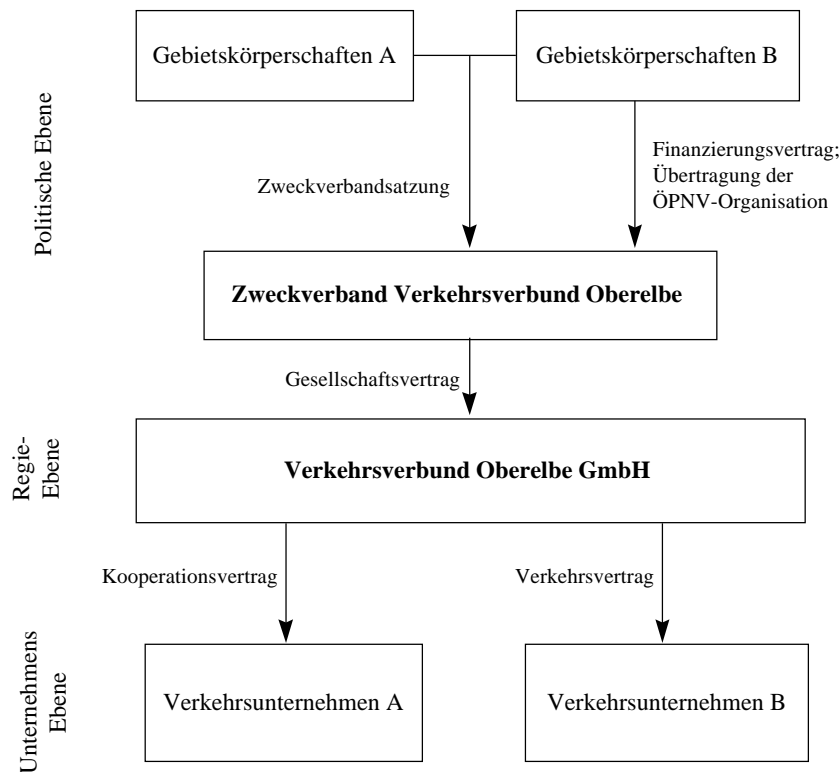 Gebietskörperschaften A
Gebietskörperschaften B
Politische Ebene
Finanzierungsvertrag;
Übertragung der
ÖPNV-Organisation
Zweckverbandsatzung
Zweckverband Verkehrsverbund Oberelbe
Gesellschaftsvertrag
Regie-
Ebene
Verkehrsverbund Oberelbe GmbH
Kooperationsvertrag
Verkehrsvertrag
Unternehmens
Ebene
Verkehrsunternehmen A
Verkehrsunternehmen B